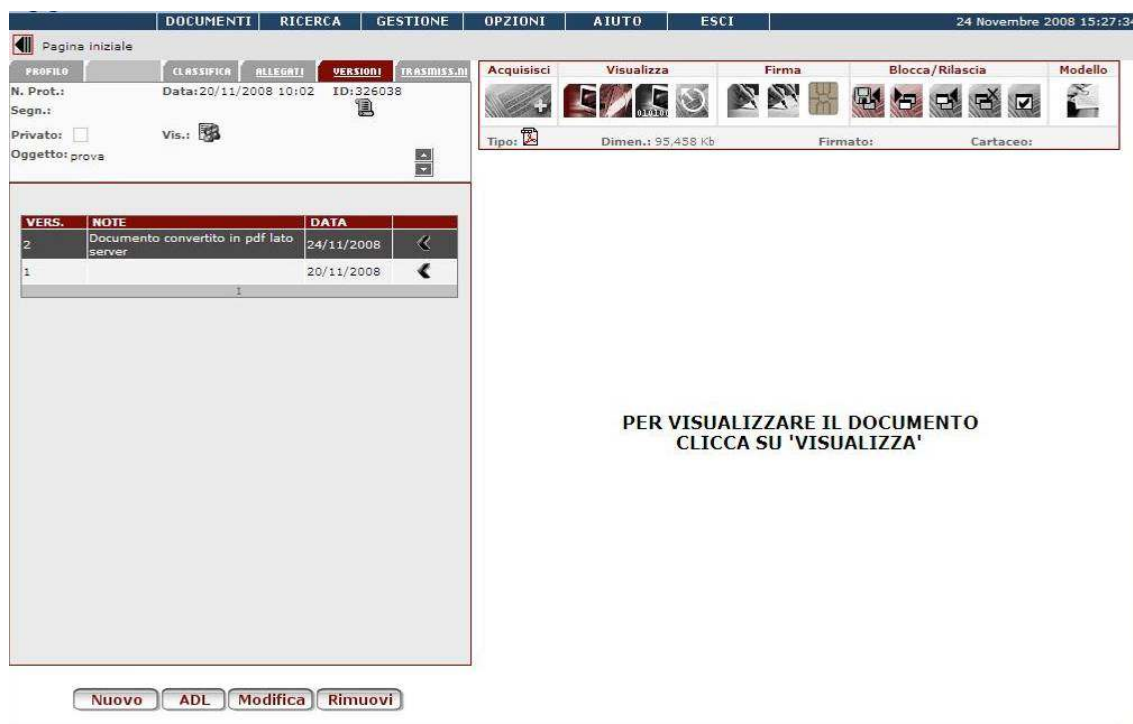 DOCUMENTI RICERCA GESTIONE OPZIONI AIUTO ESCI 24 Novembre 2008 15:27:34
Pagina iniziale
PROFILO CLASSIFICA ALLEGATI VERSIONI TRASMISS.NI
N. Prot.: Data:20/11/2008 10:02 ID:326038
Segn.:
Privato: Vis.:
Oggetto: prova
Acquisisci Visualizza Firma Blocca/Rilascia Modello
Tipo: Dimen.: 95,458 Kb Firmato: Cartaceo:
VERS. NOTE DATA
2 Documento convertito in pdf lato server 24/11/2008
1 20/11/2008
1
PER VISUALIZZARE IL DOCUMENTO
CLICCA SU 'VISUALIZZA'
Nuovo ADL Modifica Rimuovi